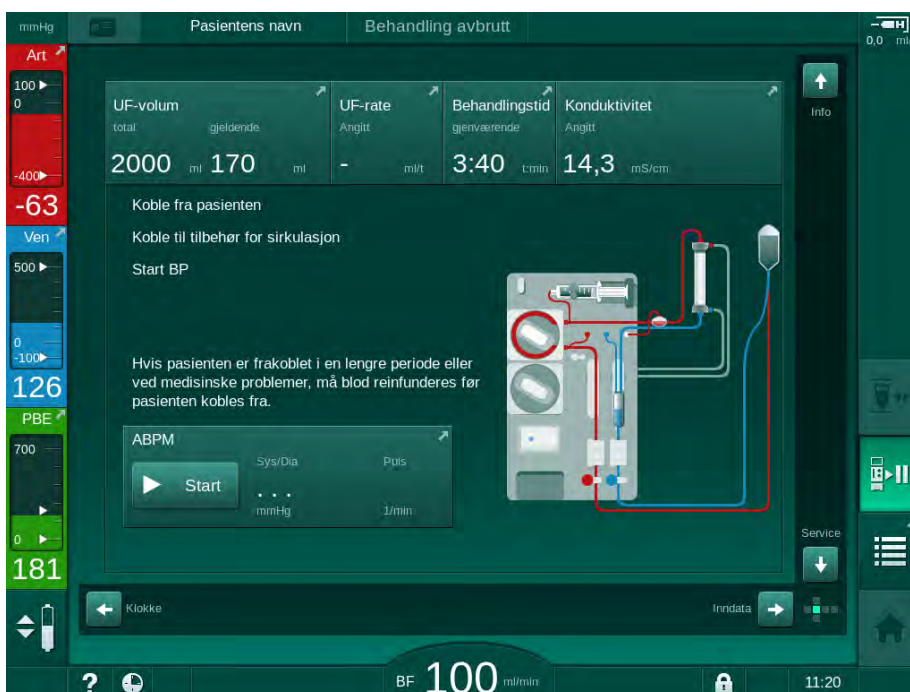 mmHg
Pasientens navn
Behandling avbrutt
0,0 ml
Art
100
0
-400
-63
Ven
500
0
-100
126
PBE
700
0
181
UF-volum
total gjeldende
2000 ml 170 ml
UF-rate
Angitt
- ml/t
Behandlingstid
gjenværende
3:40 t:min
Konduktivitet
Angitt
14,3 mS/cm
Info
Koble fra pasienten
Koble til tilbehør for sirkulasjon
Start BP
Hvis pasienten er frakoblet i en lengre periode eller
ved medisinske problemer, må blod reinfunderes før
pasienten kobles fra.
ABPM
Start
Sys/Dia Puls
. . .
mmHg 1/min
Service
Klokke
Inndata
? BF 100 ml/min 11:20